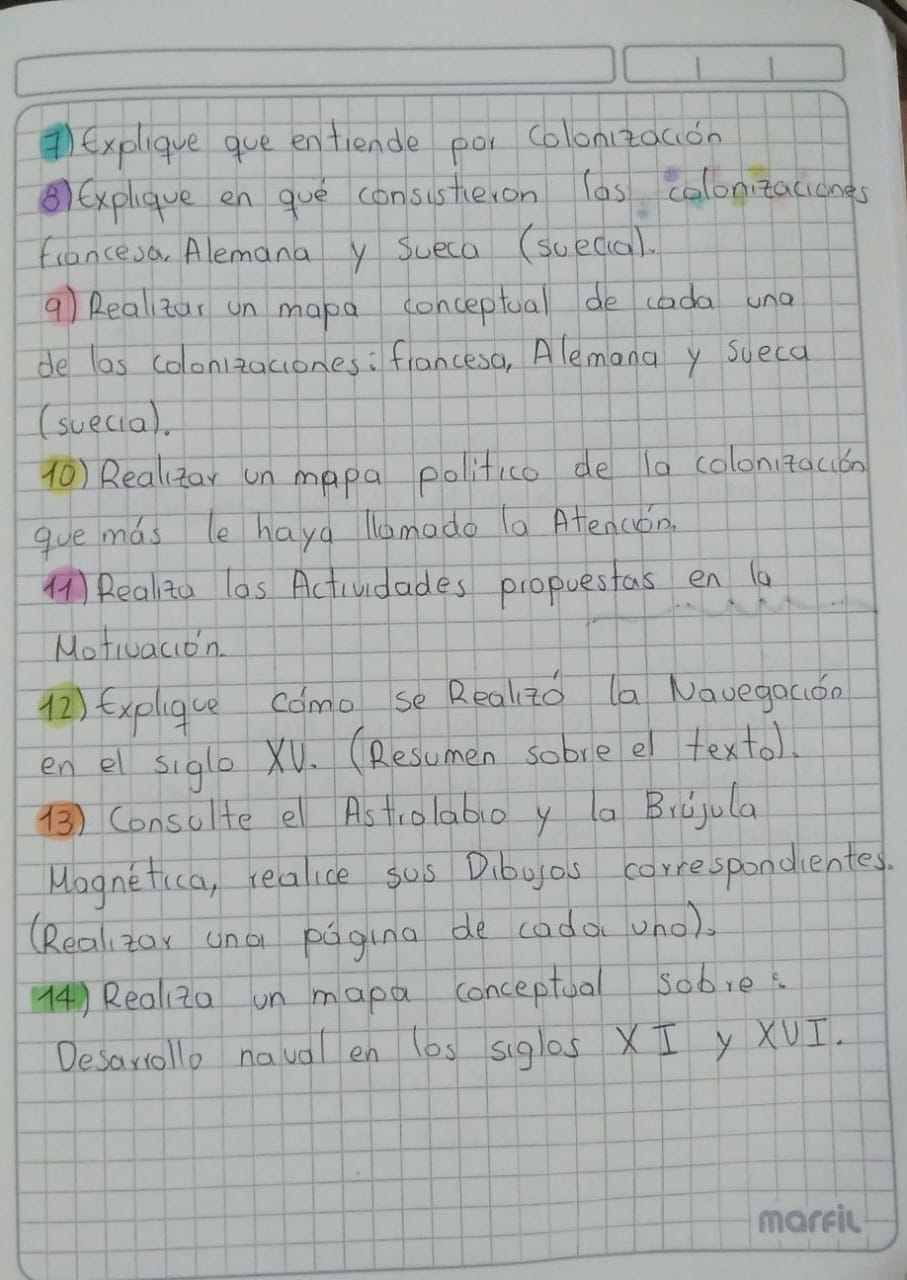 7) Explique que entiende por Colonización
8) Explique en qué consistieron las colonizaciones
francesa, Alemana y Sueca (suecia).
9) Realizar un mapa conceptual de cada una
de las colonizaciones: francesa, Alemana y Sueca
(suecia).
10) Realizar un mapa politico de la colonización
que más le haya llamado la Atención.
11) Realiza las Actividades propuestas en la
Motivación.
12) Explique cómo se Realizó la Navegación
en el siglo XV. (Resumen sobre el texto).
13) Consulte el Astrolabio y la Brújula
Magnética, realice sus Dibujos correspondientes.
(Realizar una página de cada uno).
14) Realiza un mapa conceptual sobre:
Desarrollo naval en los siglos XI y XVI.
marfil